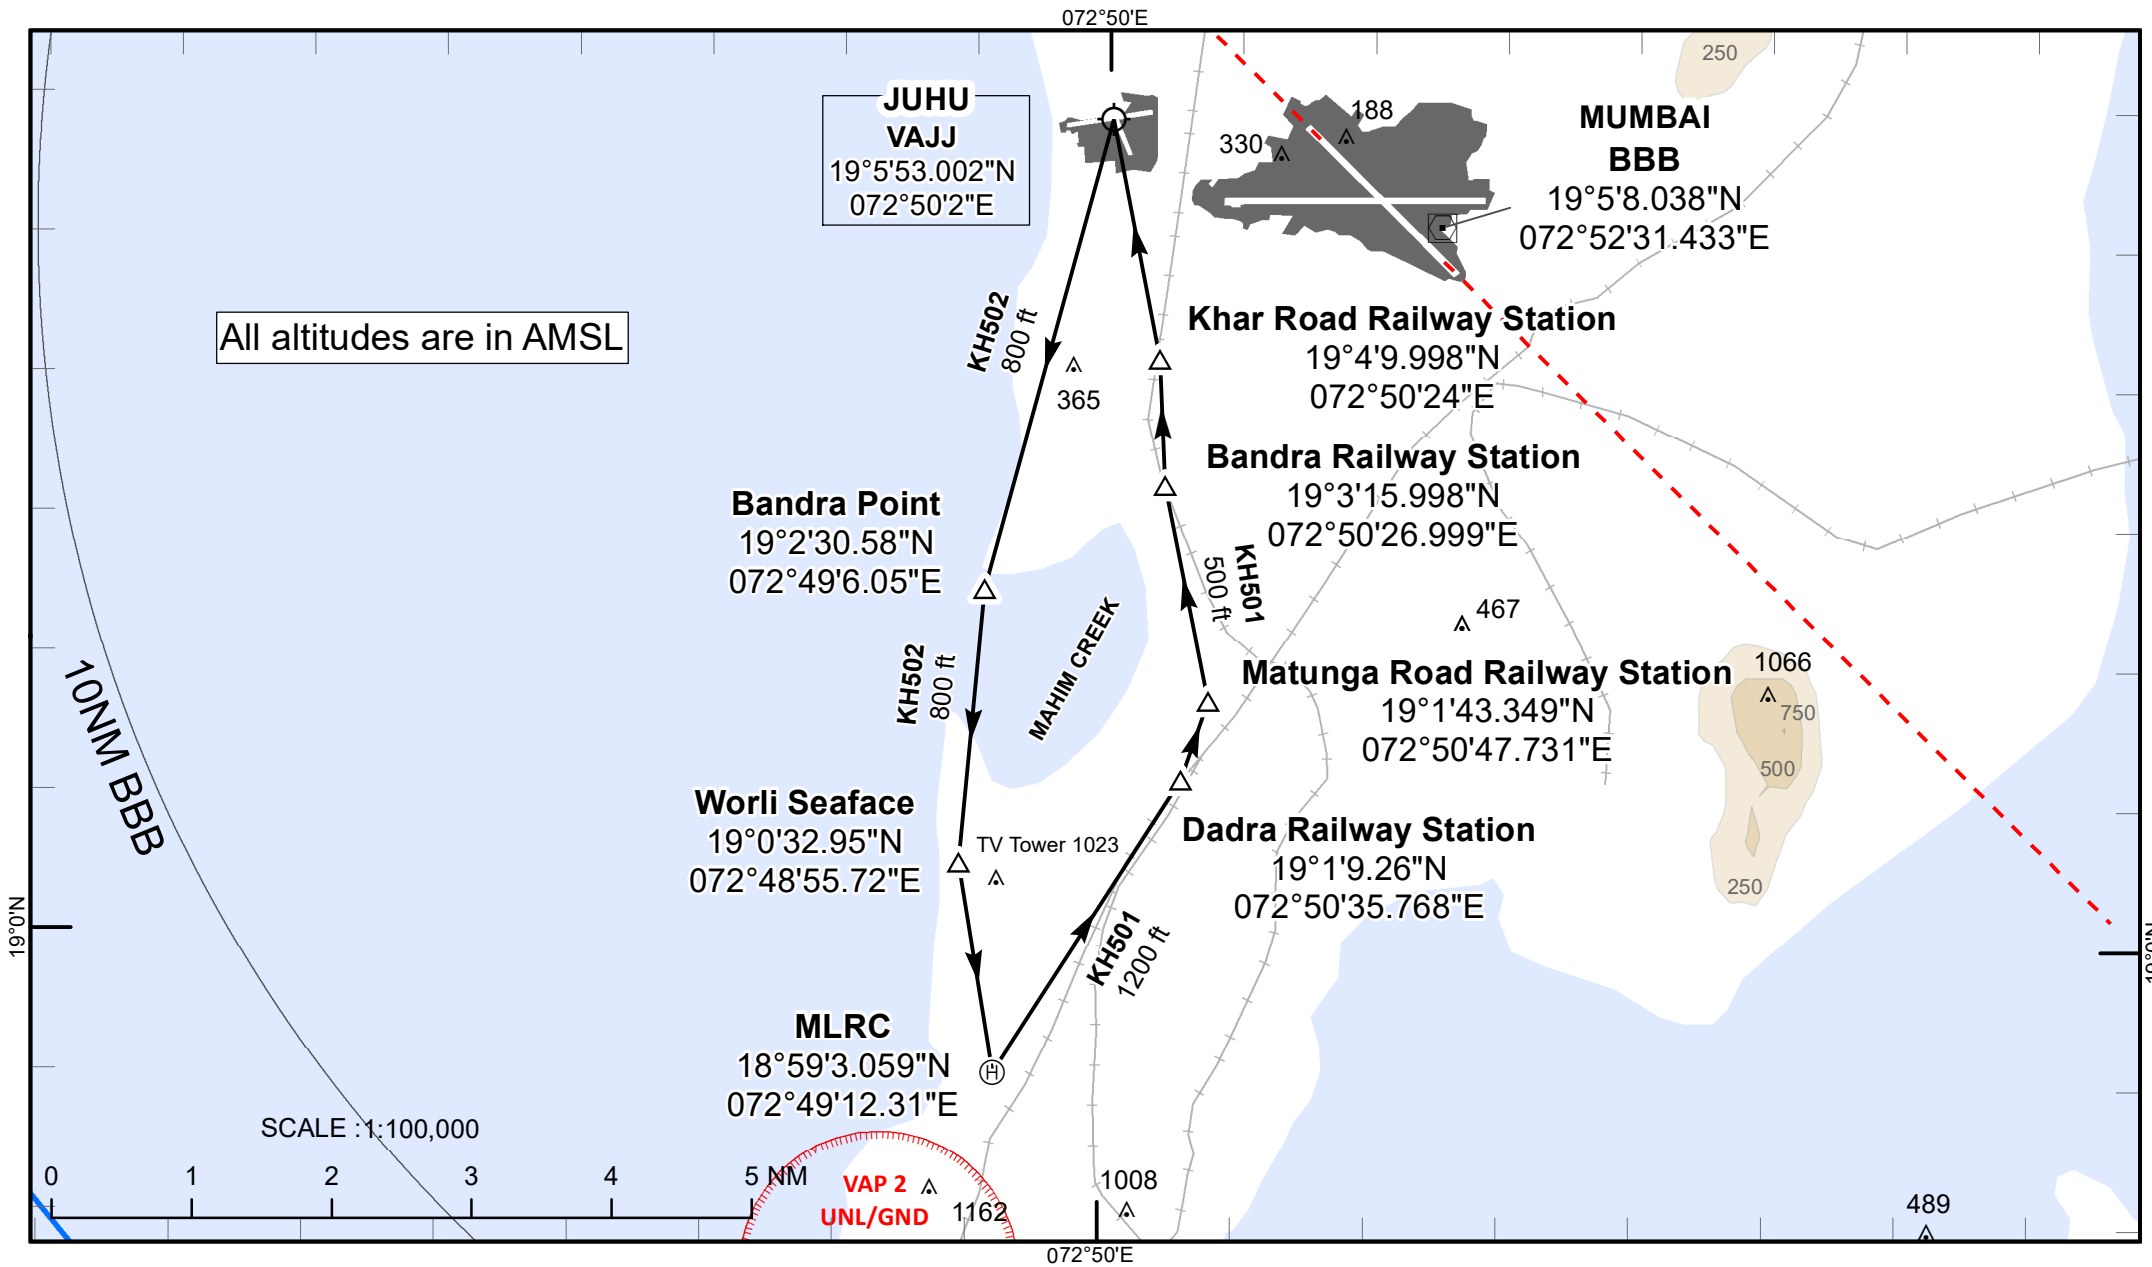 072°50'E
250
JUHU
VAJJ
19°5'53.002"N
072°50'2"E
188
330
MUMBAI
BBB
19°5'8.038"N
072°52'31.433"E
All altitudes are in AMSL
KH502
800 ft
365
Khar Road Railway Station
19°4'9.998"N
072°50'24"E
Bandra Railway Station
19°3'15.998"N
072°50'26.999"E
Bandra Point
19°2'30.58"N
072°49'6.05"E
KH501
500 ft
467
MAHIM CREEK
KH502
800 ft
Matunga Road Railway Station
19°1'43.349"N
072°50'47.731"E
1066
750
500
250
10NM BBB
Worli Seaface
19°0'32.95"N
072°48'55.72"E
TV Tower 1023
Dadra Railway Station
19°1'9.26"N
072°50'35.768"E
19°0'N
19°0'N
KH501
1200 ft
MLRC
18°59'3.059"N
072°49'12.31"E
H
SCALE :1:100,000
0 1 2 3 4 5 NM
VAP 2
UNL/GND
1162
1008
489
072°50'E